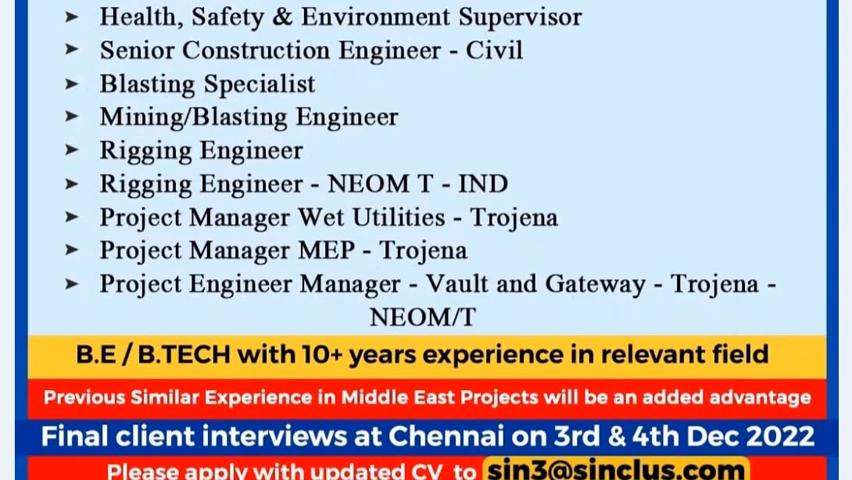 ➤ Health, Safety & Environment Supervisor
➤ Senior Construction Engineer - Civil
➤ Blasting Specialist
➤ Mining/Blasting Engineer
➤ Rigging Engineer
➤ Rigging Engineer - NEOM T - IND
➤ Project Manager Wet Utilities - Trojena
➤ Project Manager MEP - Trojena
➤ Project Engineer Manager - Vault and Gateway - Trojena -
NEOM/T
B.E / B.TECH with 10+ years experience in relevant field
Previous Similar Experience in Middle East Projects will be an added advantage
Final client interviews at Chennai on 3rd & 4th Dec 2022
Please apply with updated CV to sin3@sinclus.com